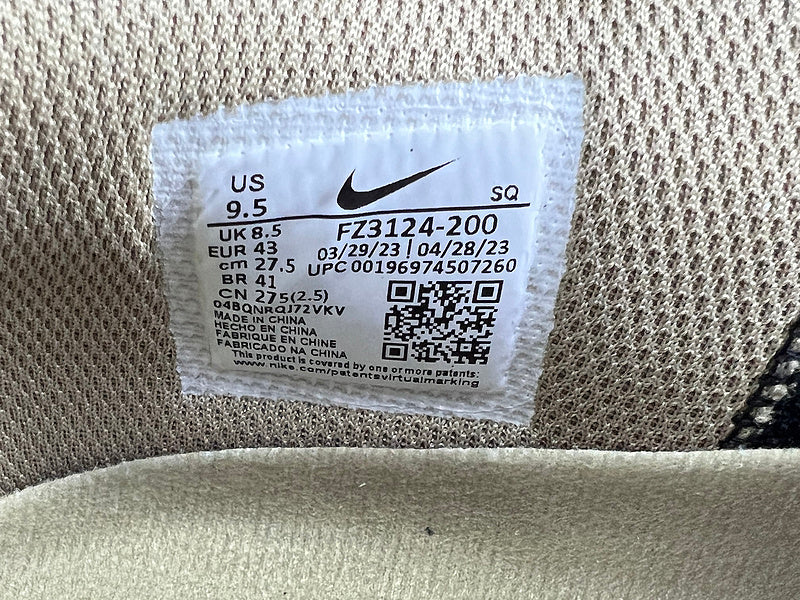 US
9.5
SQ
UK 8.5
EUR 43
cm 27.5
BR 41
CN 275(2.5)
04BQNRQJ72VKV
FZ3124-200
03/29/23 | 04/28/23
UPC 00196974507260
MADE IN CHINA
HECHO EN CHINA
FABRIQUE EN CHINE
FABRICADO NA CHINA
This product is covered by one or more patents:
www.nike.com/patentsvirtualmarking